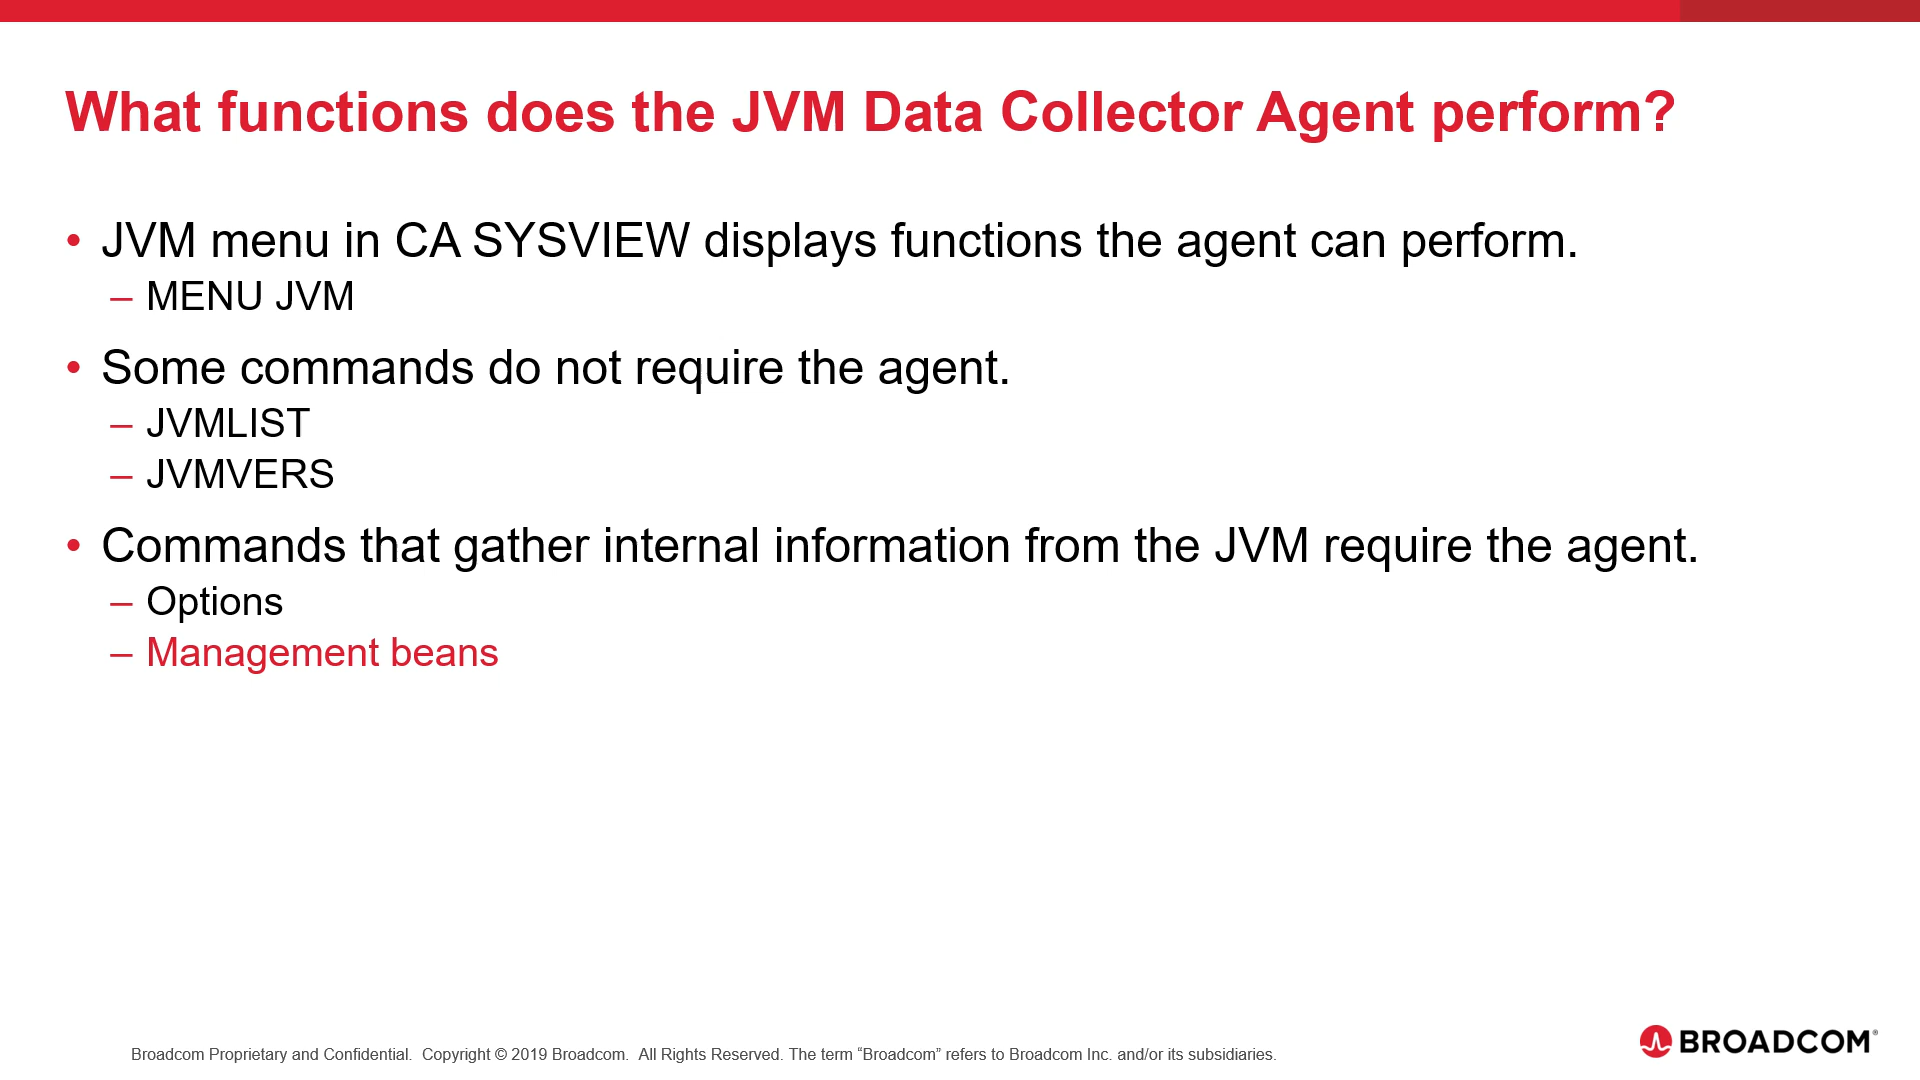 What functions does the JVM Data Collector Agent perform?
• JVM menu in CA SYSVIEW displays functions the agent can perform.
– MENU JVM
• Some commands do not require the agent.
– JVMLIST
– JVMVERS
• Commands that gather internal information from the JVM require the agent.
– Options
– Management beans
Broadcom Proprietary and Confidential.  Copyright © 2019 Broadcom.  All Rights Reserved. The term “Broadcom” refers to Broadcom Inc. and/or its subsidiaries.
BROADCOM®